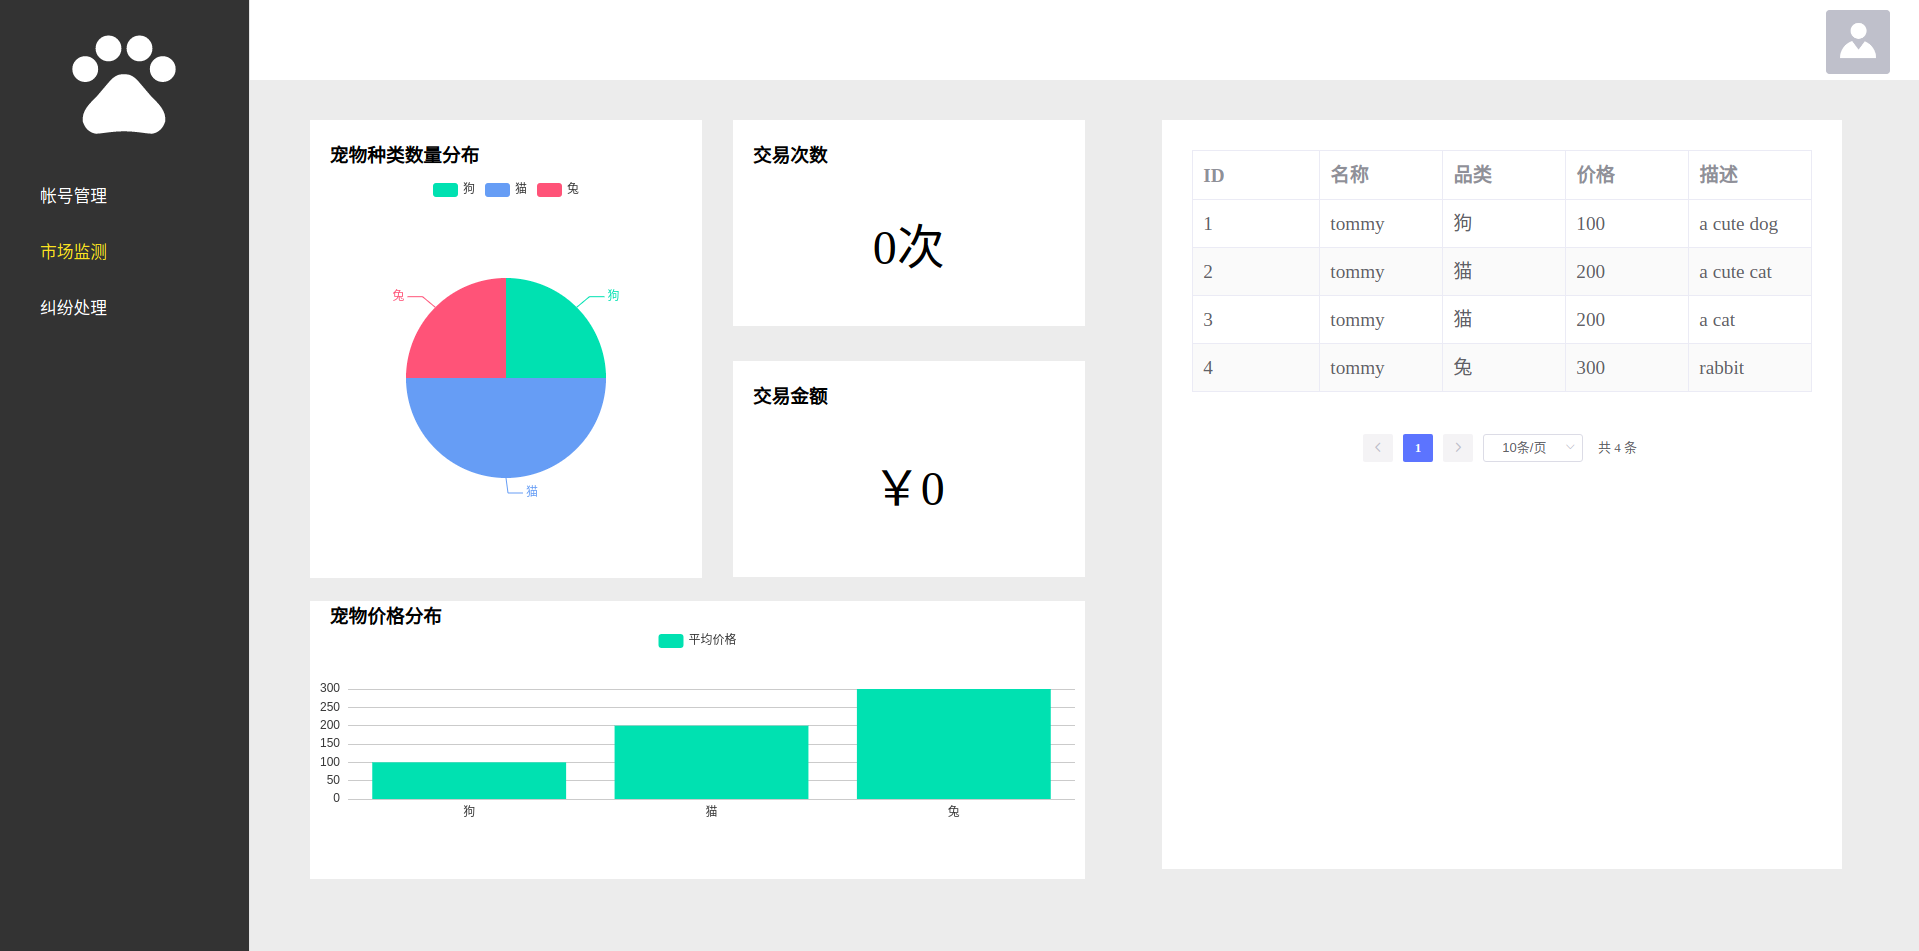 帐号管理
市场监测
纠纷处理
宠物种类数量分布
狗 猫 兔
兔
狗
猫
交易次数
0次
交易金额
￥0
宠物价格分布
平均价格
300
250
200
150
100
50
0
狗 猫 兔
ID 名称 品类 价格 描述
1 tommy 狗 100 a cute dog
2 tommy 猫 200 a cute cat
3 tommy 猫 200 a cat
4 tommy 兔 300 rabbit
1 10条/页 共 4 条